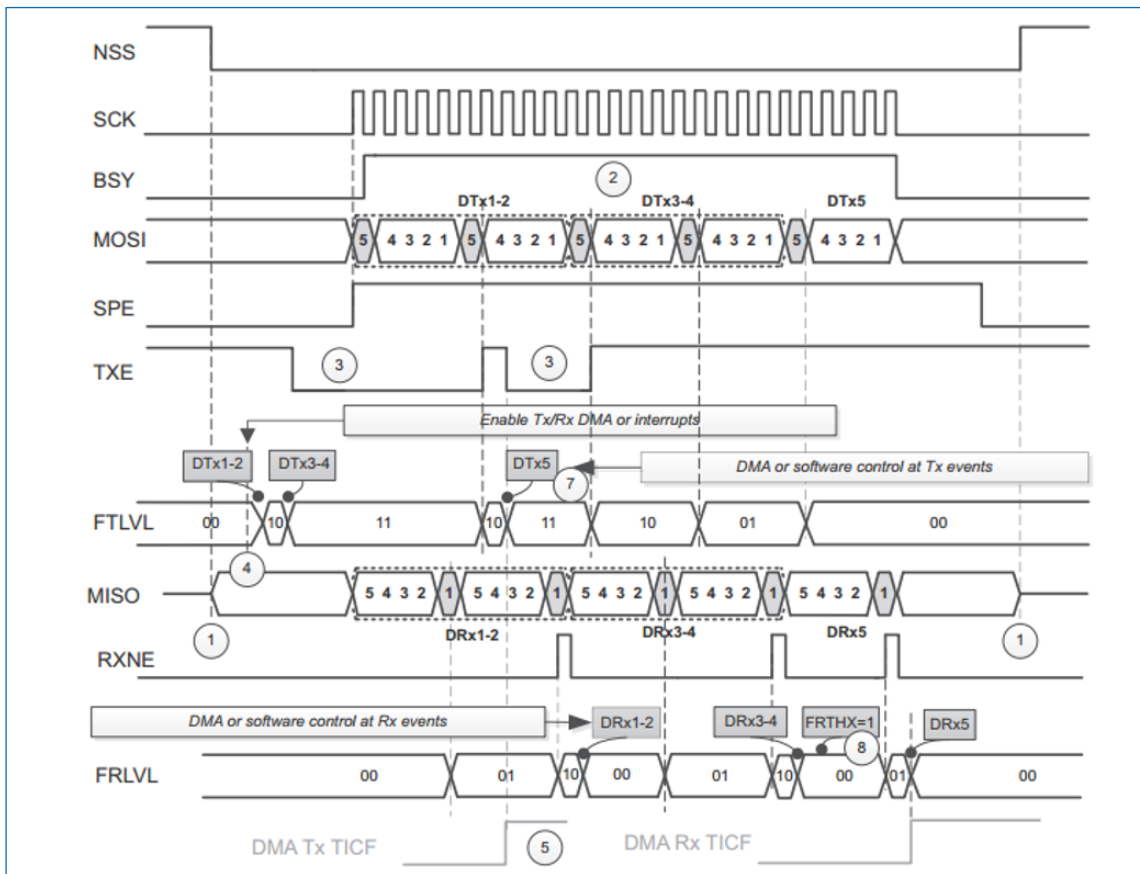 NSS
SCK
BSY
2
DTx1-2 DTx3-4 DTx5
MOSI 5 4 3 2 1 5 4 3 2 1 5 4 3 2 1 5 4 3 2 1 5 4 3 2 1
SPE
TXE 3 3
Enable Tx/Rx DMA or interrupts
DTx1-2 DTx3-4 DTx5 DMA or software control at Tx events
7
FTLVL 00 10 11 10 11 10 01 00
4
MISO 5 4 3 2 1 5 4 3 2 1 5 4 3 2 1 5 4 3 2 1 5 4 3 2 1
DRx1-2 DRx3-4 DRx5
1 1
RXNE
DMA or software control at Rx events DRx1-2 DRx3-4 FRTHX=1 DRx5
8
FRLVL 00 01 10 00 01 10 00 01 00
DMA Tx TICF 5 DMA Rx TICF